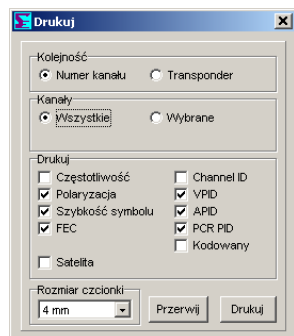 Drukuj
Kolejność
Numer kanału Transponder
Kanały
Wszystkie Wybrane
Drukuj
Częstotliwość Channel ID
Polaryzacja VPID
Szybkość symbolu APID
FEC PCR PID
Kodowany
Satelita
Rozmiar czcionki
4 mm Przerwij Drukuj